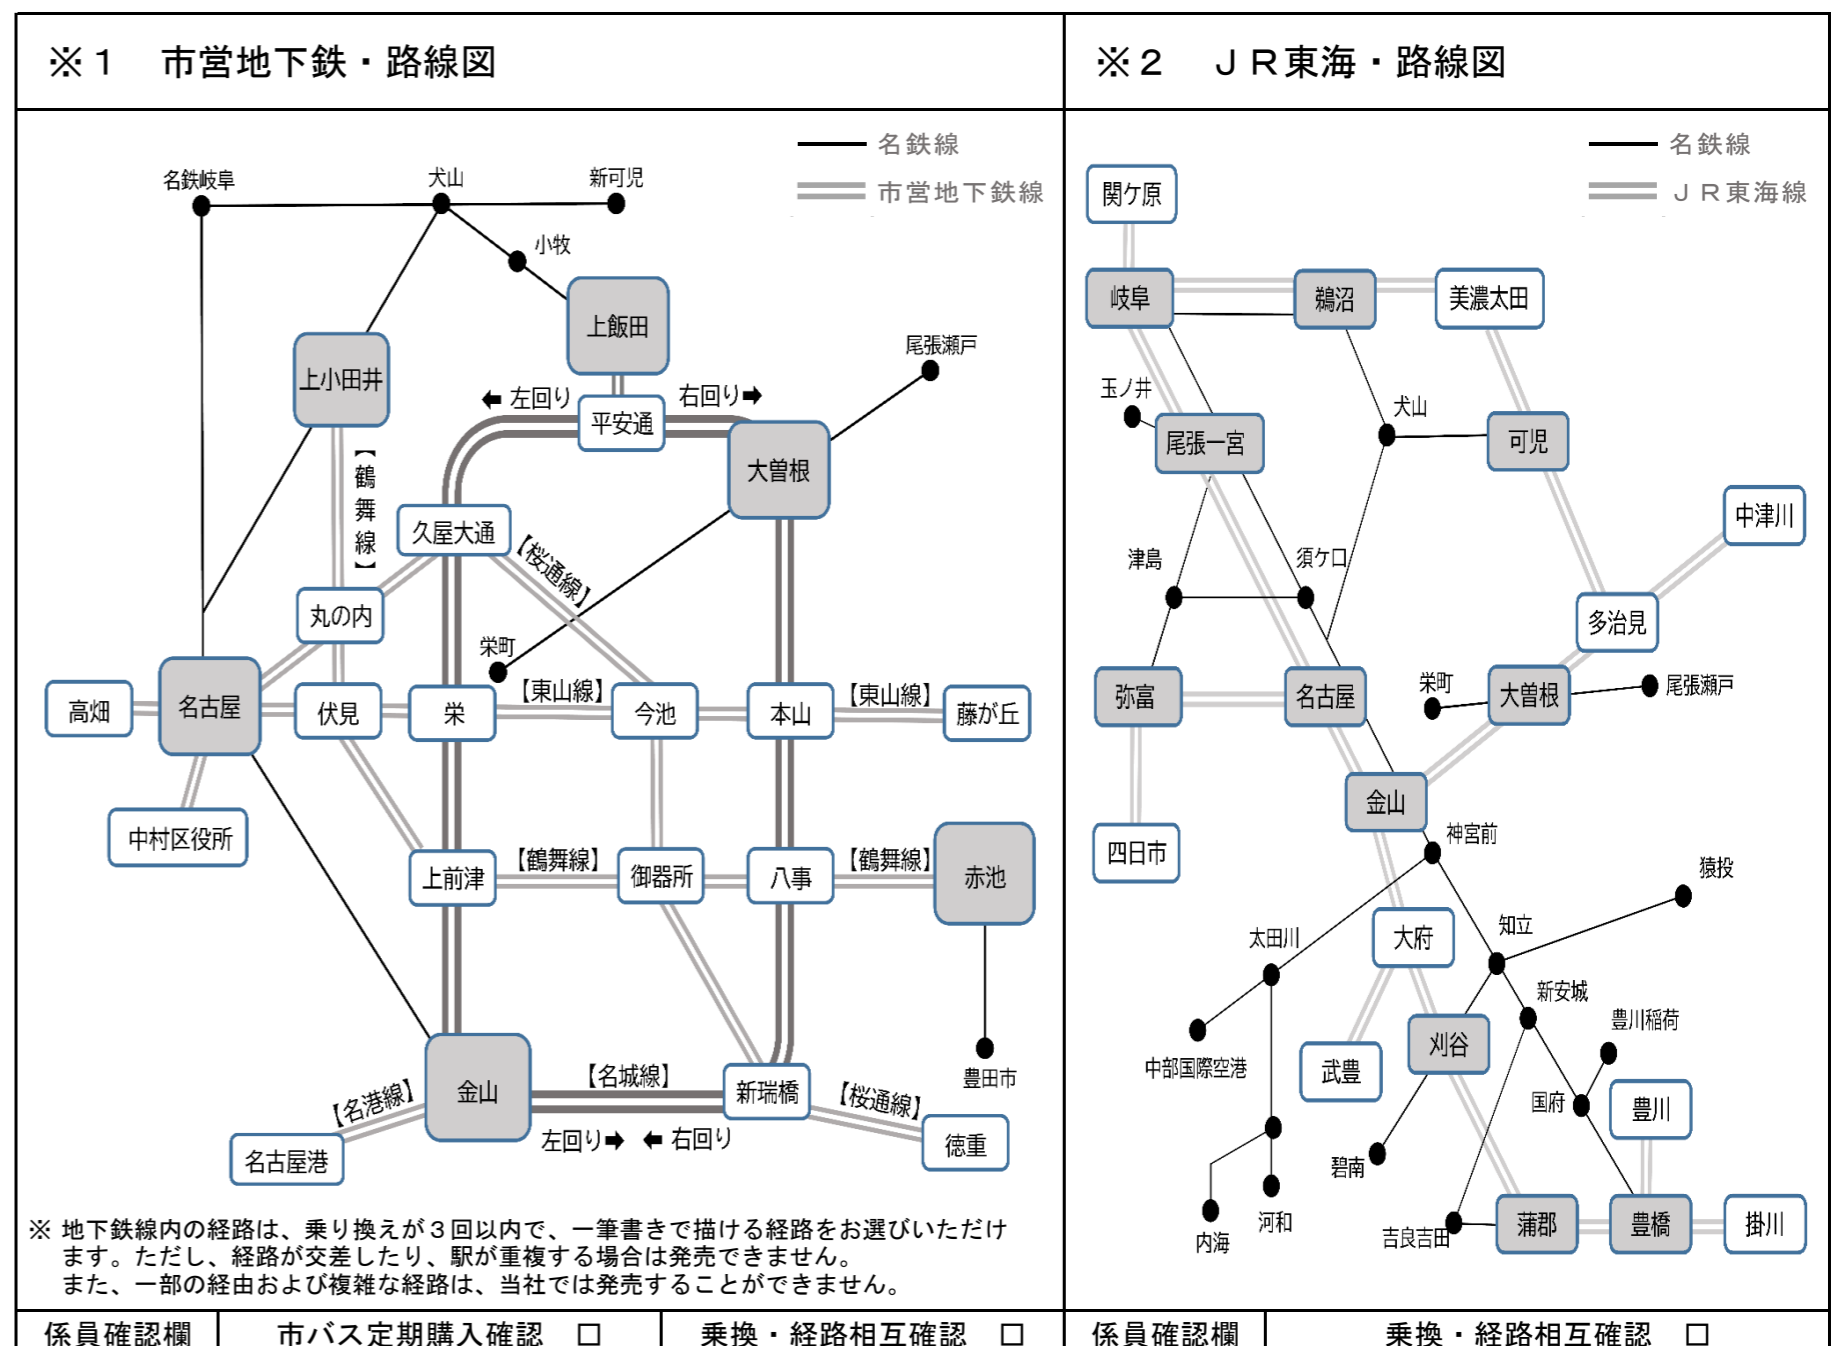 ※１　市営地下鉄・路線図
名鉄線
市営地下鉄線
名鉄岐阜
犬山
新可児
小牧
上飯田
上小田井
尾張瀬戸
左回り
右回り
平安通
大曽根
【鶴舞線】
久屋大通
【桜通線】
丸の内
栄町
高畑
名古屋
伏見
栄
【東山線】
今池
本山
【東山線】
藤が丘
中村区役所
上前津
【鶴舞線】
御器所
八事
【鶴舞線】
赤池
金山
【名城線】
新瑞橋
豊田市
【名港線】
【桜通線】
名古屋港
左回り
右回り
徳重
※ 地下鉄線内の経路は、乗り換えが３回以内で、一筆書きで描ける経路をお選びいただけ
ます。ただし、経路が交差したり、駅が重複する場合は発売できません。
また、一部の経由および複雑な経路は、当社では発売することができません。
係員確認欄
市バス定期購入確認 □
乗換・経路相互確認 □
※２　ＪＲ東海・路線図
名鉄線
ＪＲ東海線
関ケ原
岐阜
鵜沼
美濃太田
玉ノ井
尾張一宮
犬山
可児
中津川
津島
須ケ口
多治見
弥富
名古屋
栄町
大曽根
尾張瀬戸
金山
四日市
神宮前
猿投
太田川
大府
知立
新安城
豊川稲荷
中部国際空港
武豊
刈谷
国府
豊川
碧南
内海
河和
吉良吉田
蒲郡
豊橋
掛川
係員確認欄
乗換・経路相互確認 □